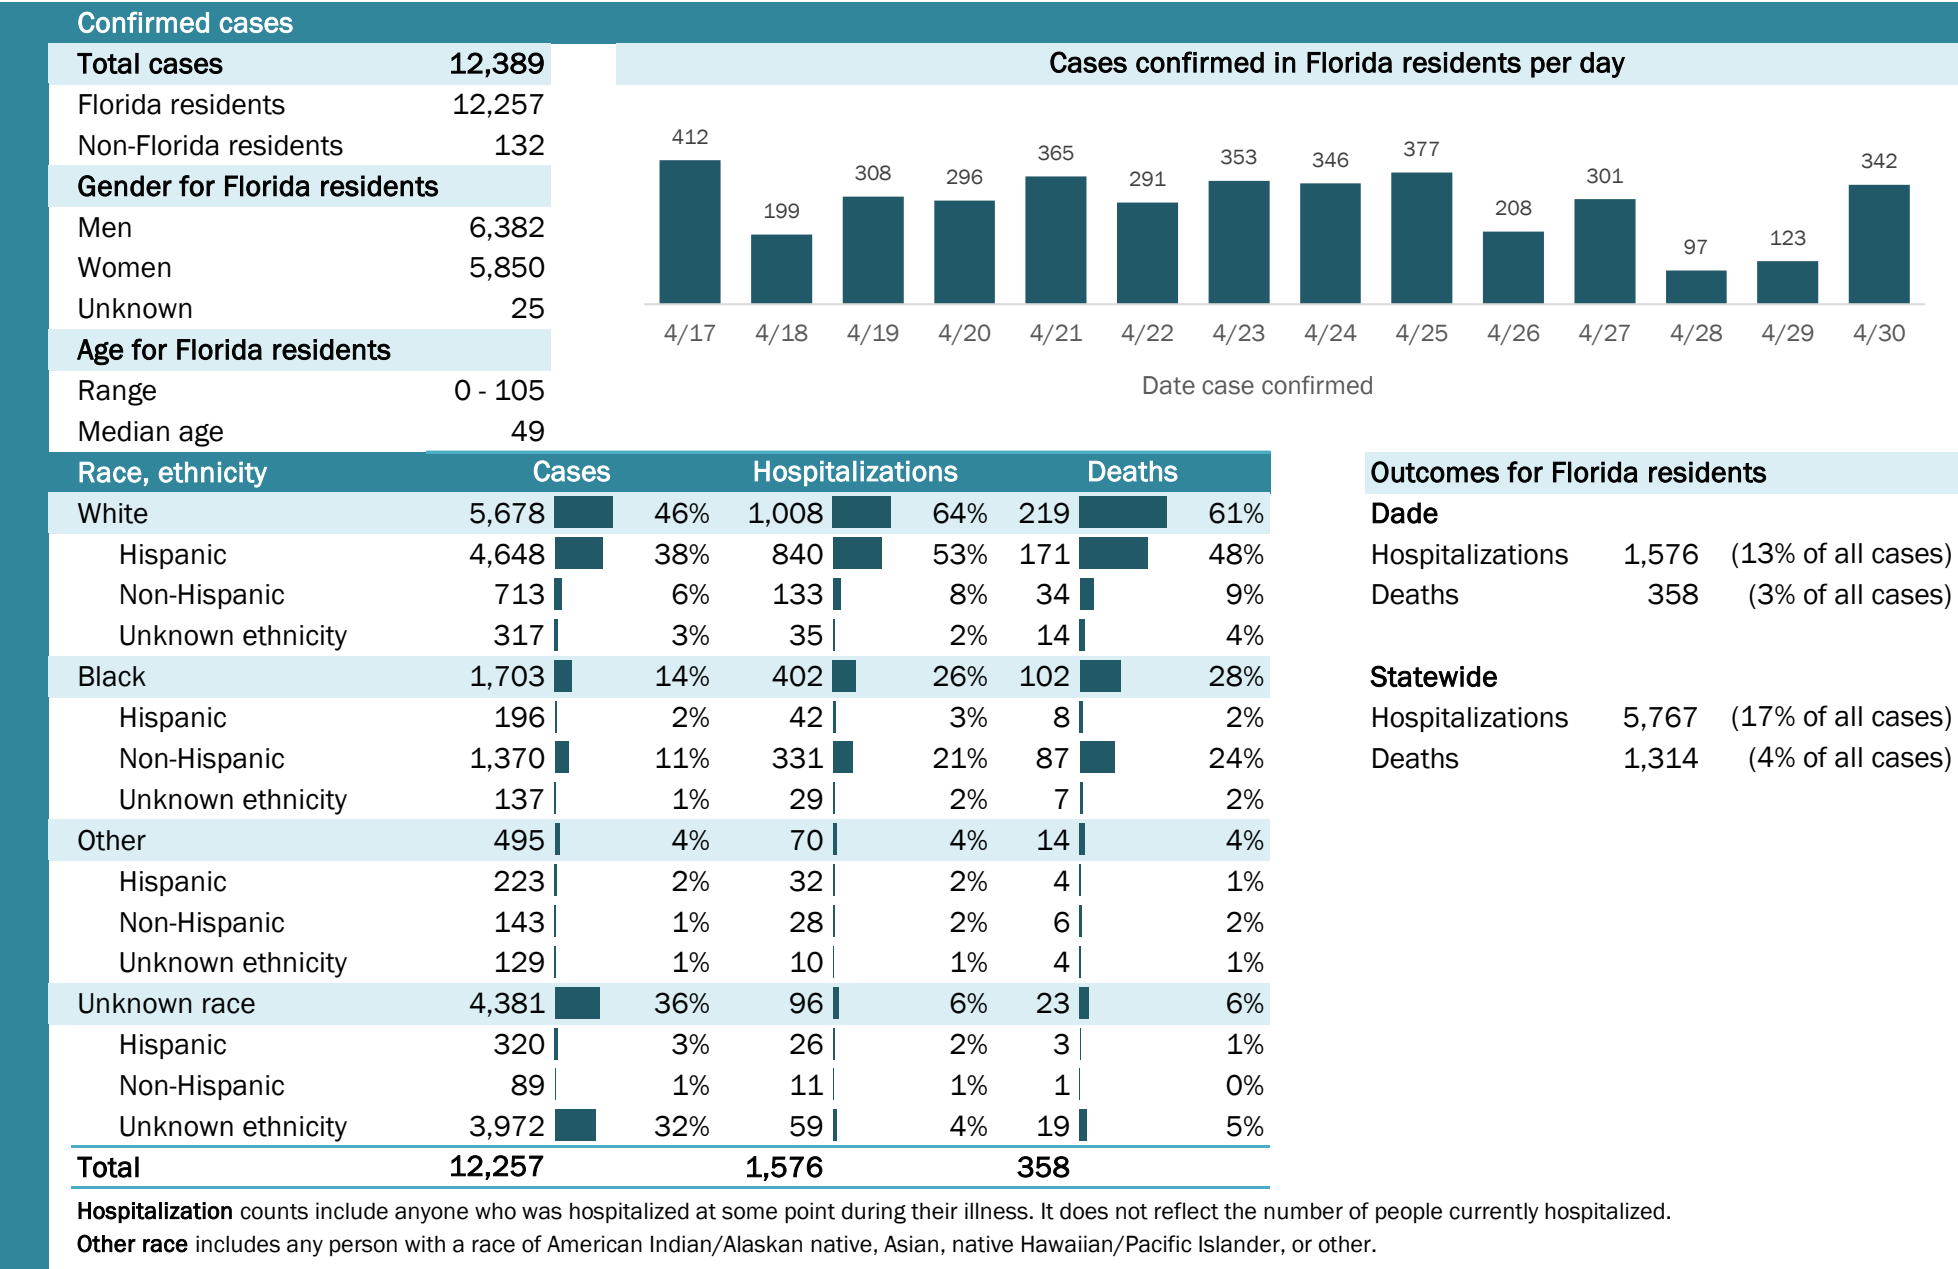 Confirmed cases
Total cases 12,389
Florida residents 12,257
Non-Florida residents 132
Gender for Florida residents
Men 6,382
Women 5,850
Unknown 25
Age for Florida residents
Range 0 - 105
Median age 49
Cases confirmed in Florida residents per day
412 199 308 296 365 291 353 346 377 208 301 97 123 342
4/17 4/18 4/19 4/20 4/21 4/22 4/23 4/24 4/25 4/26 4/27 4/28 4/29 4/30
Date case confirmed
Race, ethnicity Cases Hospitalizations Deaths
White 5,678 46% 1,008 64% 219 61%
Hispanic 4,648 38% 840 53% 171 48%
Non-Hispanic 713 6% 133 8% 34 9%
Unknown ethnicity 317 3% 35 2% 14 4%
Black 1,703 14% 402 26% 102 28%
Hispanic 196 2% 42 3% 8 2%
Non-Hispanic 1,370 11% 331 21% 87 24%
Unknown ethnicity 137 1% 29 2% 7 2%
Other 495 4% 70 4% 14 4%
Hispanic 223 2% 32 2% 4 1%
Non-Hispanic 143 1% 28 2% 6 2%
Unknown ethnicity 129 1% 10 1% 4 1%
Unknown race 4,381 36% 96 6% 23 6%
Hispanic 320 3% 26 2% 3 1%
Non-Hispanic 89 1% 11 1% 1 0%
Unknown ethnicity 3,972 32% 59 4% 19 5%
Total 12,257 1,576 358
Outcomes for Florida residents
Dade
Hospitalizations 1,576 (13% of all cases)
Deaths 358 (3% of all cases)
Statewide
Hospitalizations 5,767 (17% of all cases)
Deaths 1,314 (4% of all cases)
Hospitalization counts include anyone who was hospitalized at some point during their illness. It does not reflect the number of people currently hospitalized.
Other race includes any person with a race of American Indian/Alaskan native, Asian, native Hawaiian/Pacific Islander, or other.